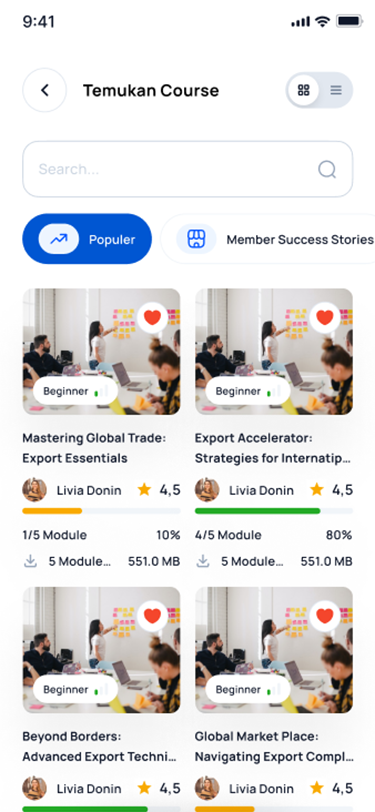 9:41
Temukan Course
Search...
Populer
Member Success Stories
Beginner
Beginner
Mastering Global Trade:
Export Essentials
Export Accelerator:
Strategies for Internatip...
Livia Donin 4,5
Livia Donin 4,5
1/5 Module 10%
4/5 Module 80%
5 Module... 551.0 MB
5 Module... 551.0 MB
Beginner
Beginner
Beyond Borders:
Advanced Export Techni...
Global Market Place:
Navigating Export Compl...
Livia Donin 4,5
Livia Donin 4,5